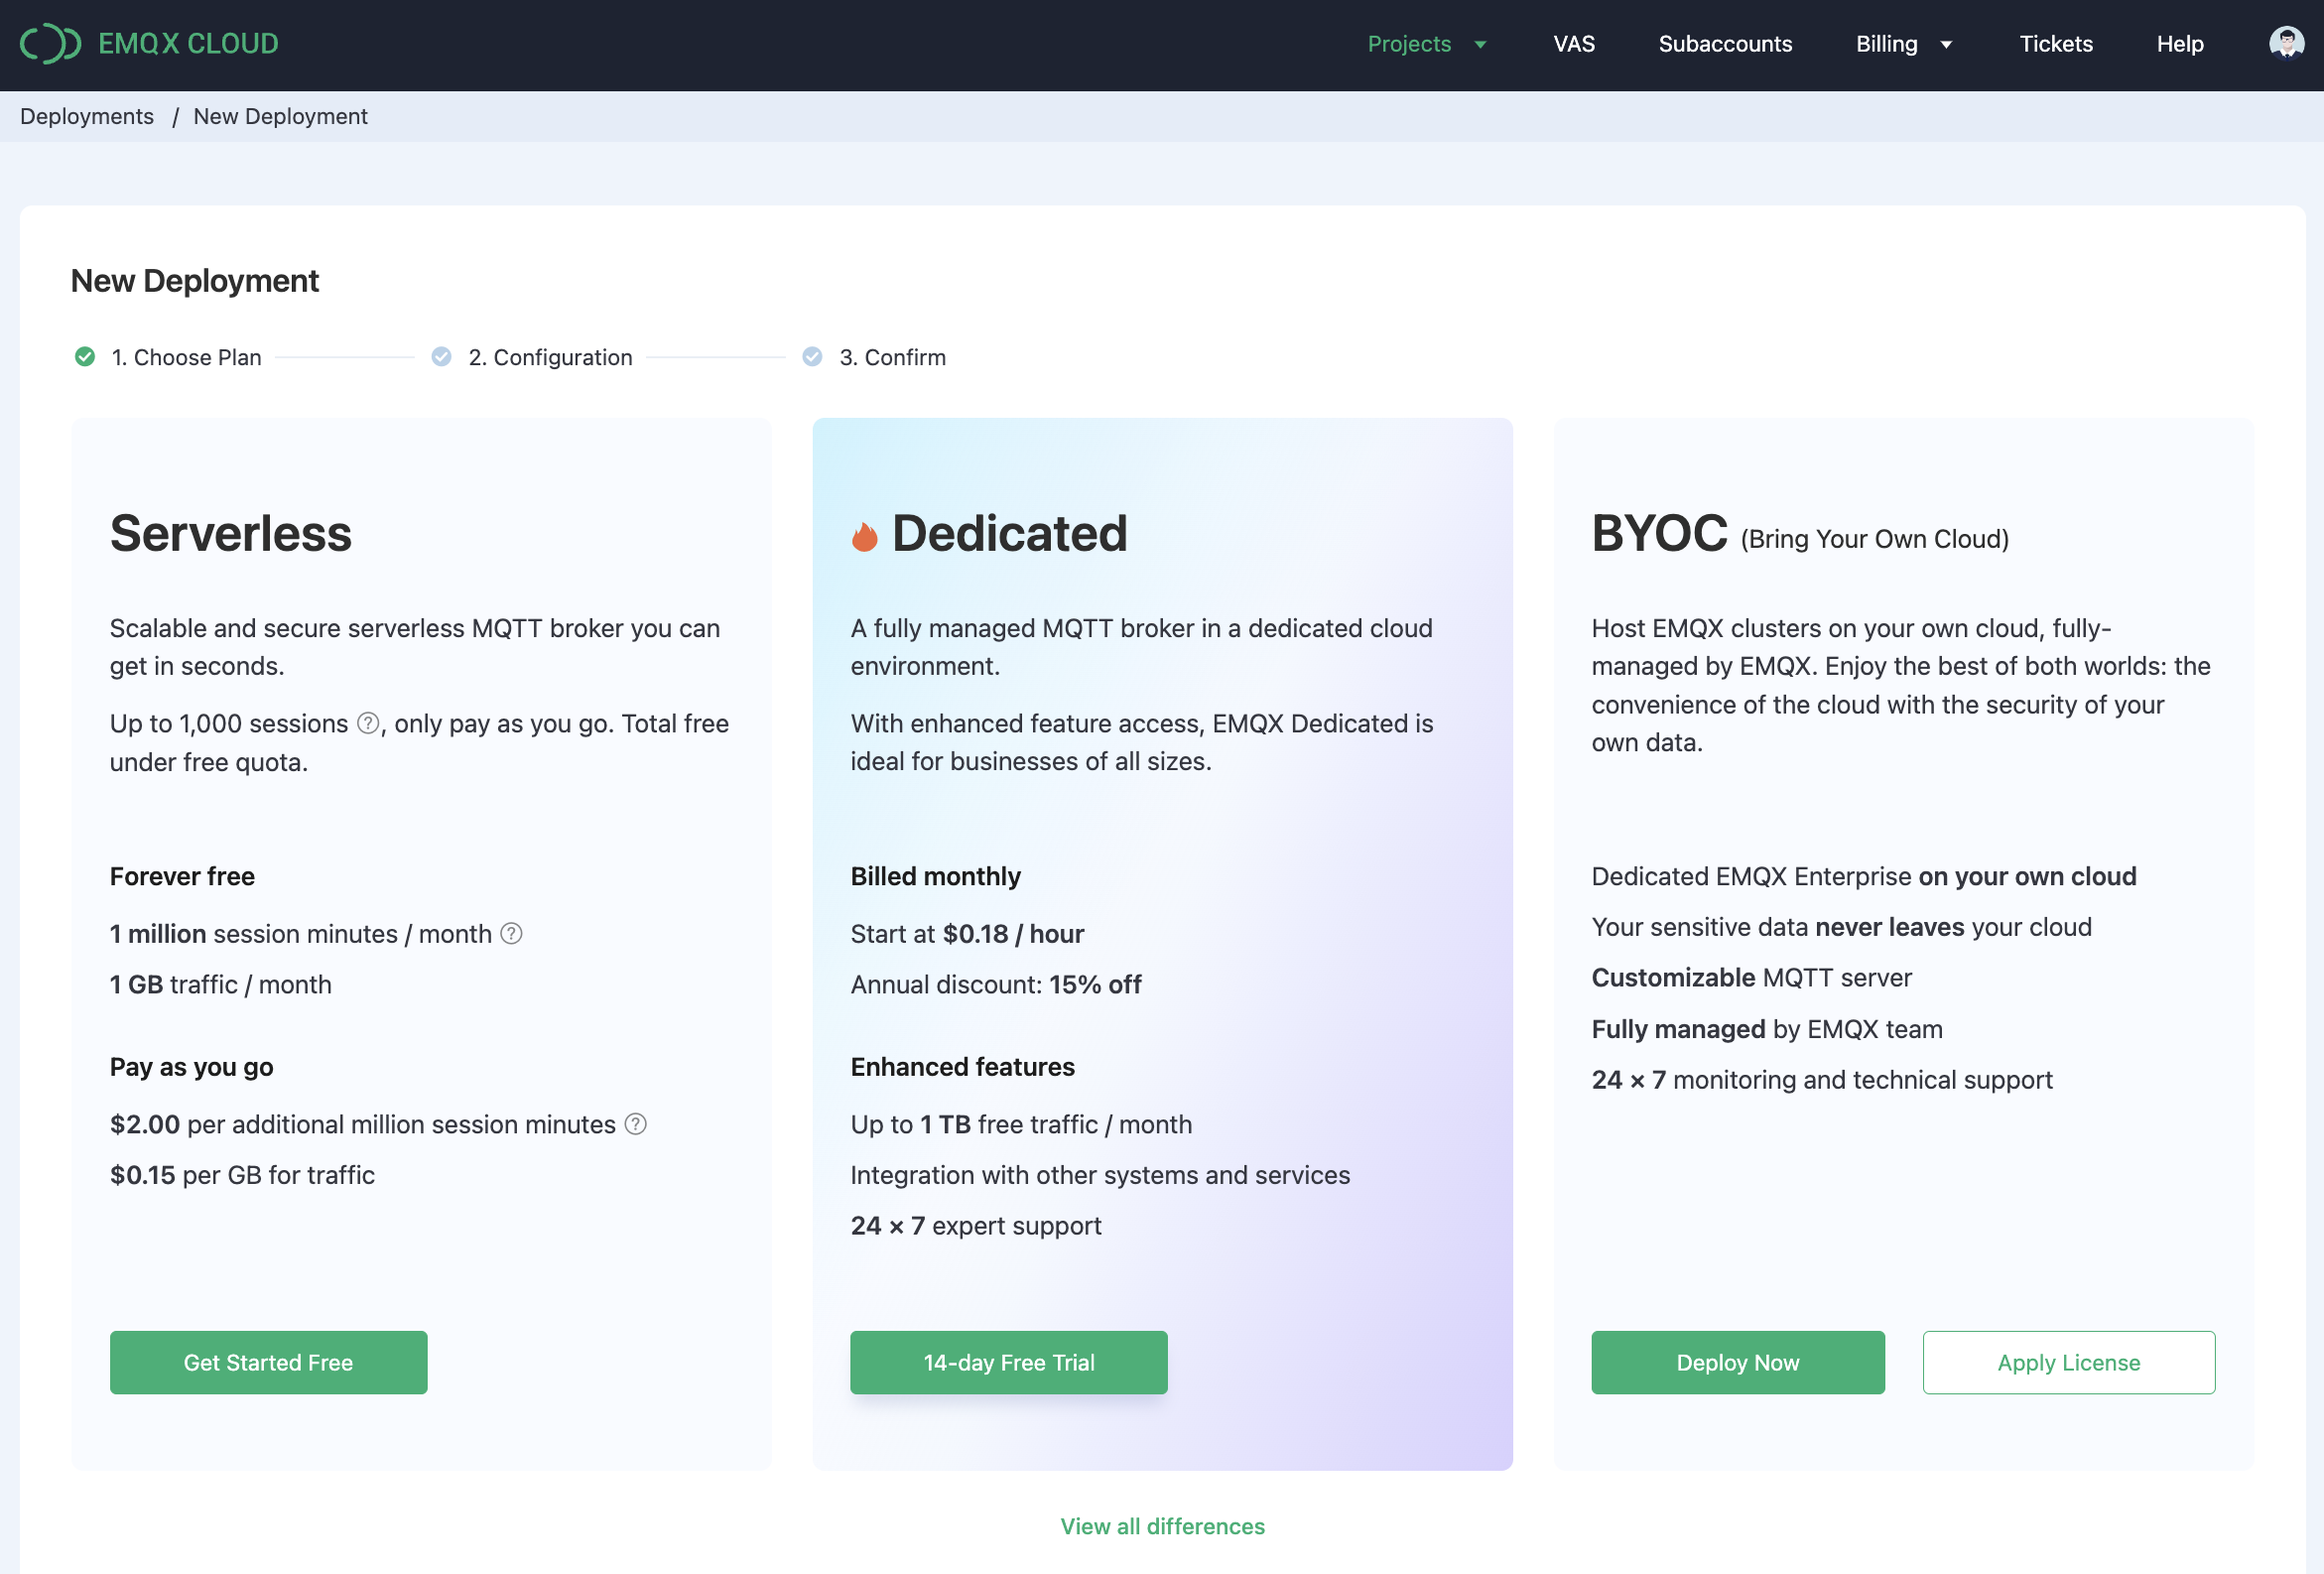 EMQX CLOUD
Projects
VAS
Subaccounts
Billing
Tickets
Help
Deployments / New Deployment
New Deployment
1. Choose Plan
2. Configuration
3. Confirm
Serverless
Scalable and secure serverless MQTT broker you can
get in seconds.
Up to 1,000 sessions ?, only pay as you go. Total free
under free quota.
Forever free
1 million session minutes / month ?
1 GB traffic / month
Pay as you go
$2.00 per additional million session minutes ?
$0.15 per GB for traffic
Get Started Free
Dedicated
A fully managed MQTT broker in a dedicated cloud
environment.
With enhanced feature access, EMQX Dedicated is
ideal for businesses of all sizes.
Billed monthly
Start at $0.18 / hour
Annual discount: 15% off
Enhanced features
Up to 1 TB free traffic / month
Integration with other systems and services
24 × 7 expert support
14-day Free Trial
BYOC (Bring Your Own Cloud)
Host EMQX clusters on your own cloud, fully-
managed by EMQX. Enjoy the best of both worlds: the
convenience of the cloud with the security of your
own data.
Dedicated EMQX Enterprise on your own cloud
Your sensitive data never leaves your cloud
Customizable MQTT server
Fully managed by EMQX team
24 × 7 monitoring and technical support
Deploy Now
Apply License
View all differences